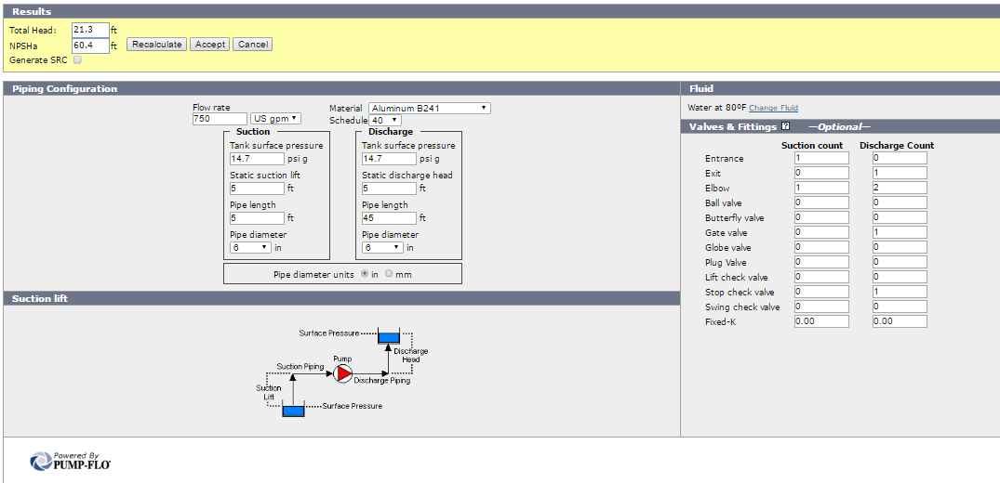 Results
Total Head: 21.3 ft
NPSHa 60.4 ft Recalculate Accept Cancel
Generate SRC
Piping Configuration
Flow rate
750 US gpm
Material Aluminum B241
Schedule 40
Suction
Tank surface pressure
14.7 psi g
Static suction lift
5 ft
Pipe length
5 ft
Pipe diameter
6 in
Discharge
Tank surface pressure
14.7 psi g
Static discharge head
5 ft
Pipe length
45 ft
Pipe diameter
6 in
Pipe diameter units in mm
Fluid
Water at 80ºF Change Fluid
Valves & Fittings ? —Optional—
Suction count Discharge Count
Entrance 1 0
Exit 0 1
Elbow 1 2
Ball valve 0 0
Butterfly valve 0 0
Gate valve 0 1
Globe valve 0 0
Plug Valve 0 0
Lift check valve 0 0
Stop check valve 0 1
Swing check valve 0 0
Fixed-K 0.00 0.00
Suction lift
Surface Pressure
Discharge
Head
Pump
Suction Piping
Discharge Piping
Suction
Lift
Surface Pressure
Powered By
PUMP-FLO